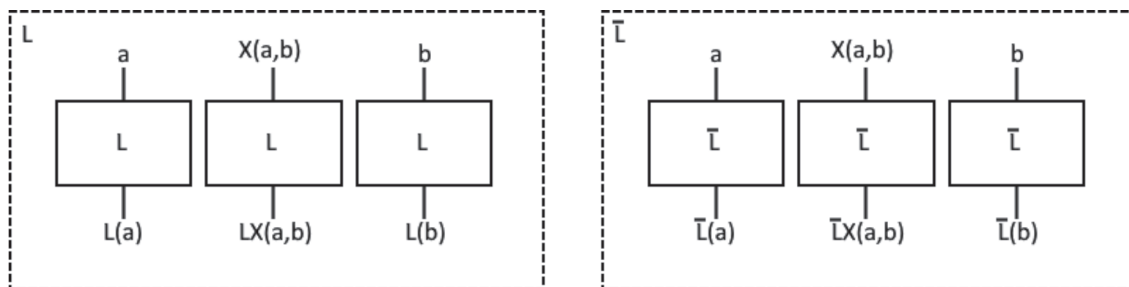 L L̄
a X(a,b) b a X(a,b) b
L L L L̄ L̄ L̄
L(a) LX(a,b) L(b) L̄(a) L̄X(a,b) L̄(b)